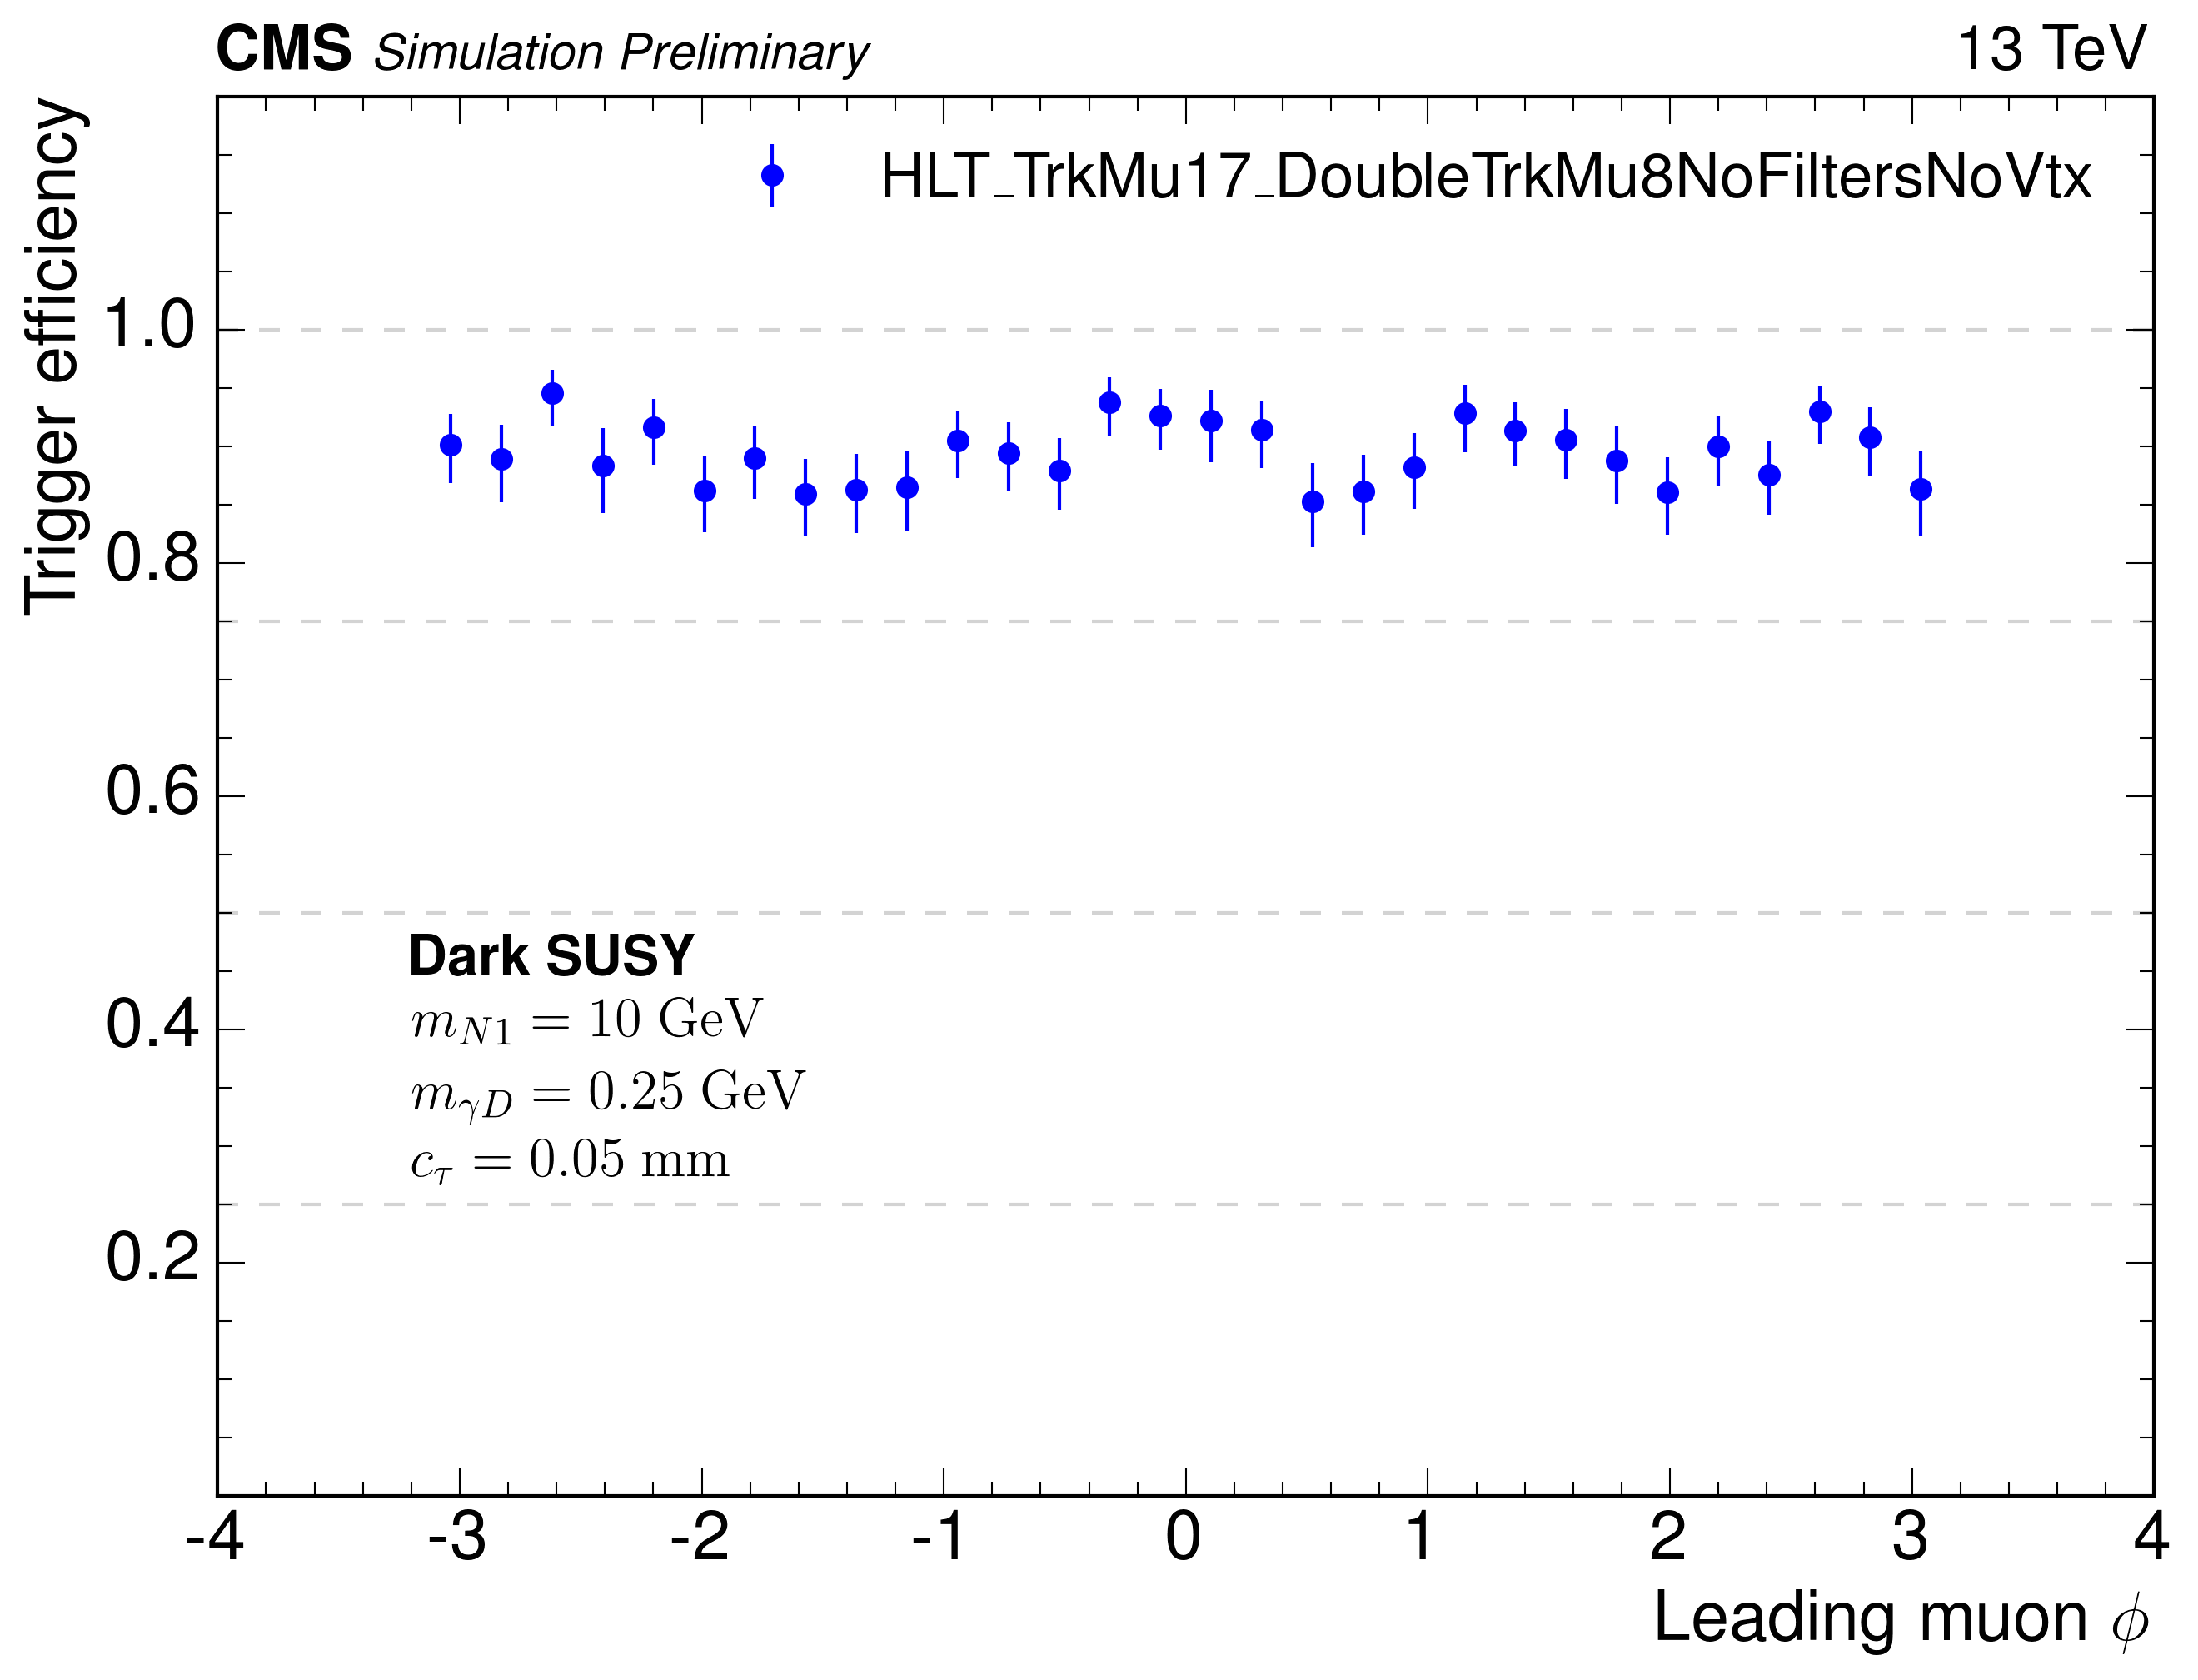 CMS Simulation Preliminary 13 TeV
Trigger efficiency
HLT_TrkMu17_DoubleTrkMu8NoFiltersNoVtx
1.0
0.8
0.6
0.4
0.2
Dark SUSY
m_{N1} = 10 GeV
m_{γD} = 0.25 GeV
c_τ = 0.05 mm
-4 -3 -2 -1 0 1 2 3 4
Leading muon ϕ